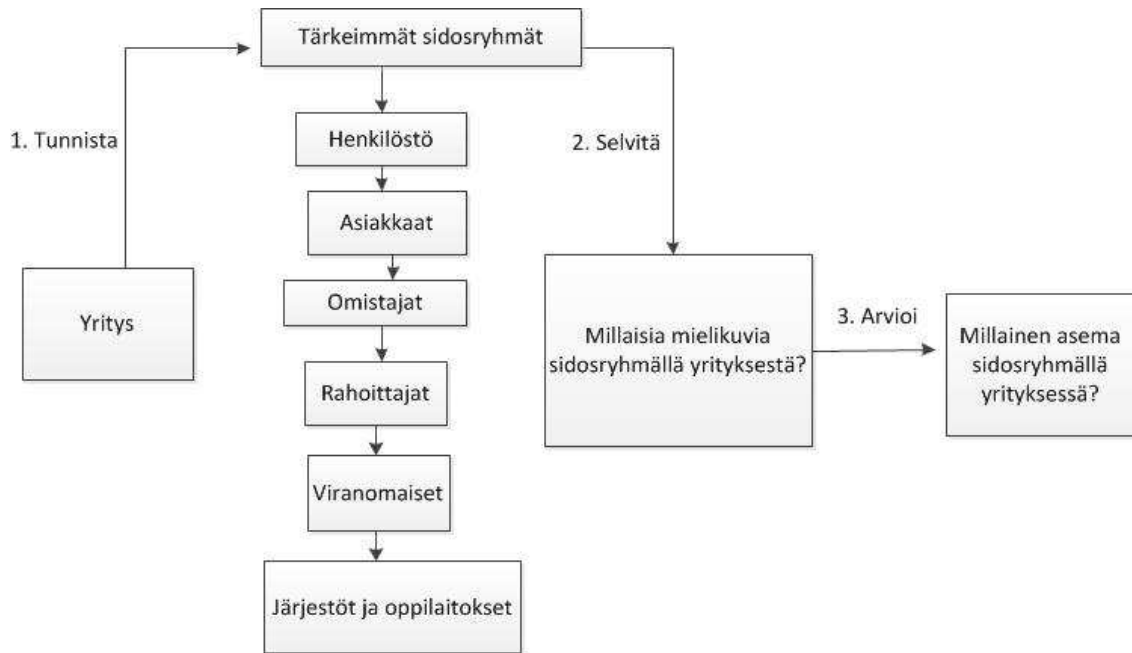 Tärkeimmät sidosryhmät
1. Tunnista
Henkilöstö
2. Selvitä
Asiakkaat
Yritys
Omistajat
Millaisia mielikuvia
sidosryhmällä yrityksestä?
3. Arvioi
Millainen asema
sidosryhmällä
yrityksessä?
Rahoittajat
Viranomaiset
Järjestöt ja oppilaitokset